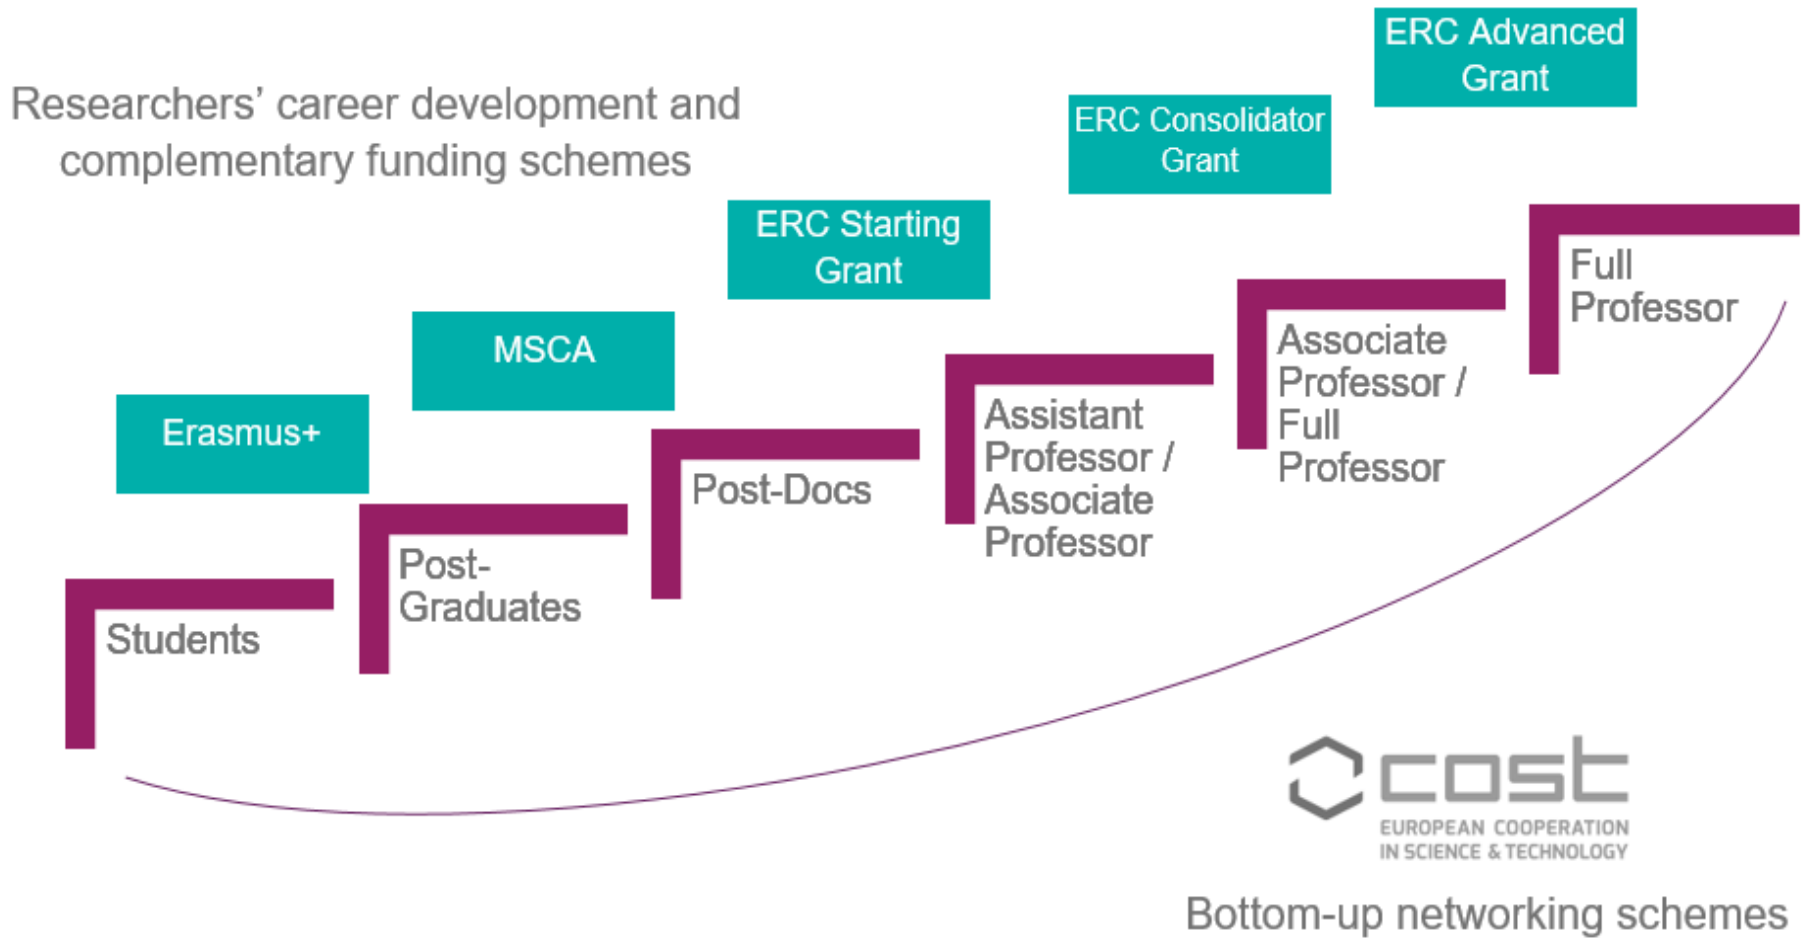 Researchers’ career development and
complementary funding schemes
Erasmus+
MSCA
ERC Starting
Grant
ERC Consolidator
Grant
ERC Advanced
Grant
Students
Post-
Graduates
Post-Docs
Assistant
Professor /
Associate
Professor
Associate
Professor /
Full
Professor
Full
Professor
cost
EUROPEAN COOPERATION
IN SCIENCE & TECHNOLOGY
Bottom-up networking schemes